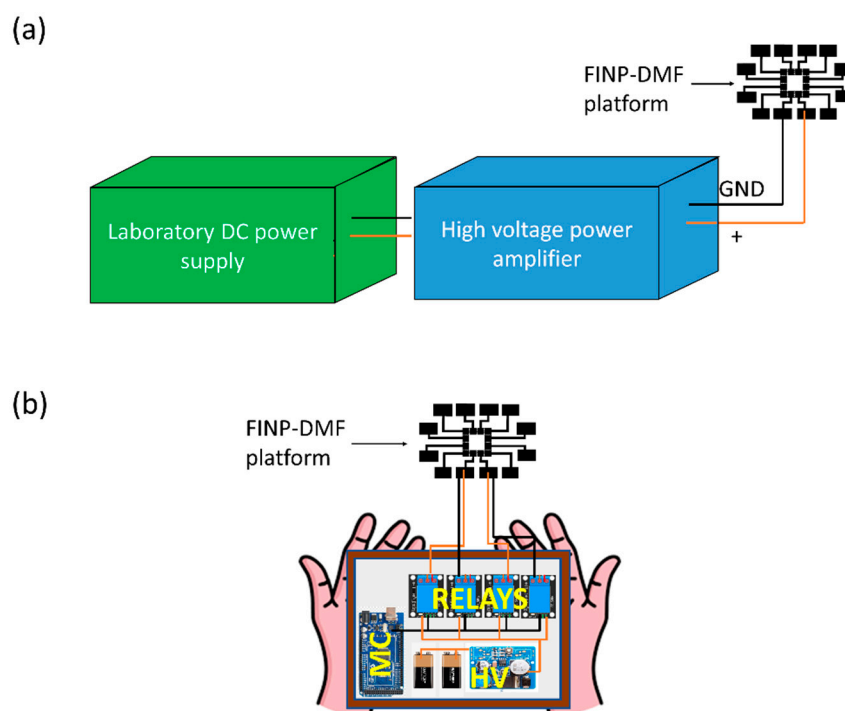 (a)
FINP-DMF
platform
GND
Laboratory DC power
supply
High voltage power
amplifier
+
(b)
FINP-DMF
platform
RELAYS
MC
HV